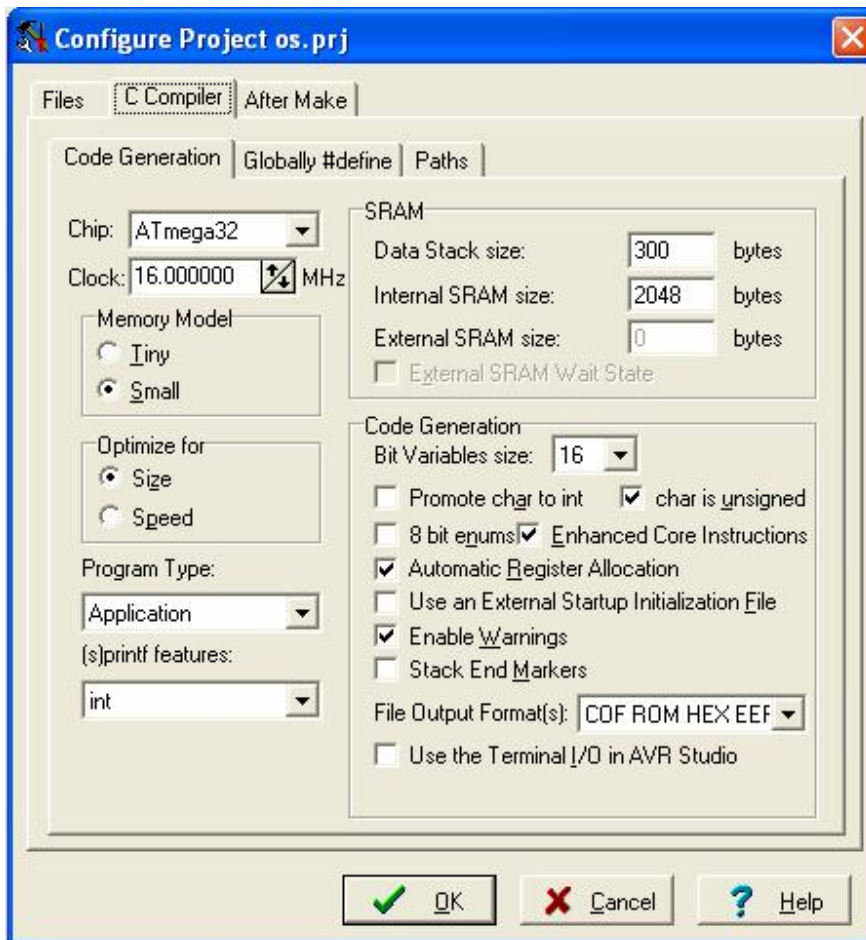 Configure Project os.prj
Files C Compiler After Make
Code Generation Globally #define Paths
Chip: ATmega32
Clock: 16.000000 MHz
Memory Model
Tiny
Small
Optimize for
Size
Speed
Program Type:
Application
(s)printf features:
int
SRAM
Data Stack size: 300 bytes
Internal SRAM size: 2048 bytes
External SRAM size: 0 bytes
External SRAM Wait State
Code Generation
Bit Variables size: 16
Promote char to int char is unsigned
8 bit enums Enhanced Core Instructions
Automatic Register Allocation
Use an External Startup Initialization File
Enable Warnings
Stack End Markers
File Output Format(s): COF ROM HEX EEF
Use the Terminal I/O in AVR Studio
OK Cancel ? Help